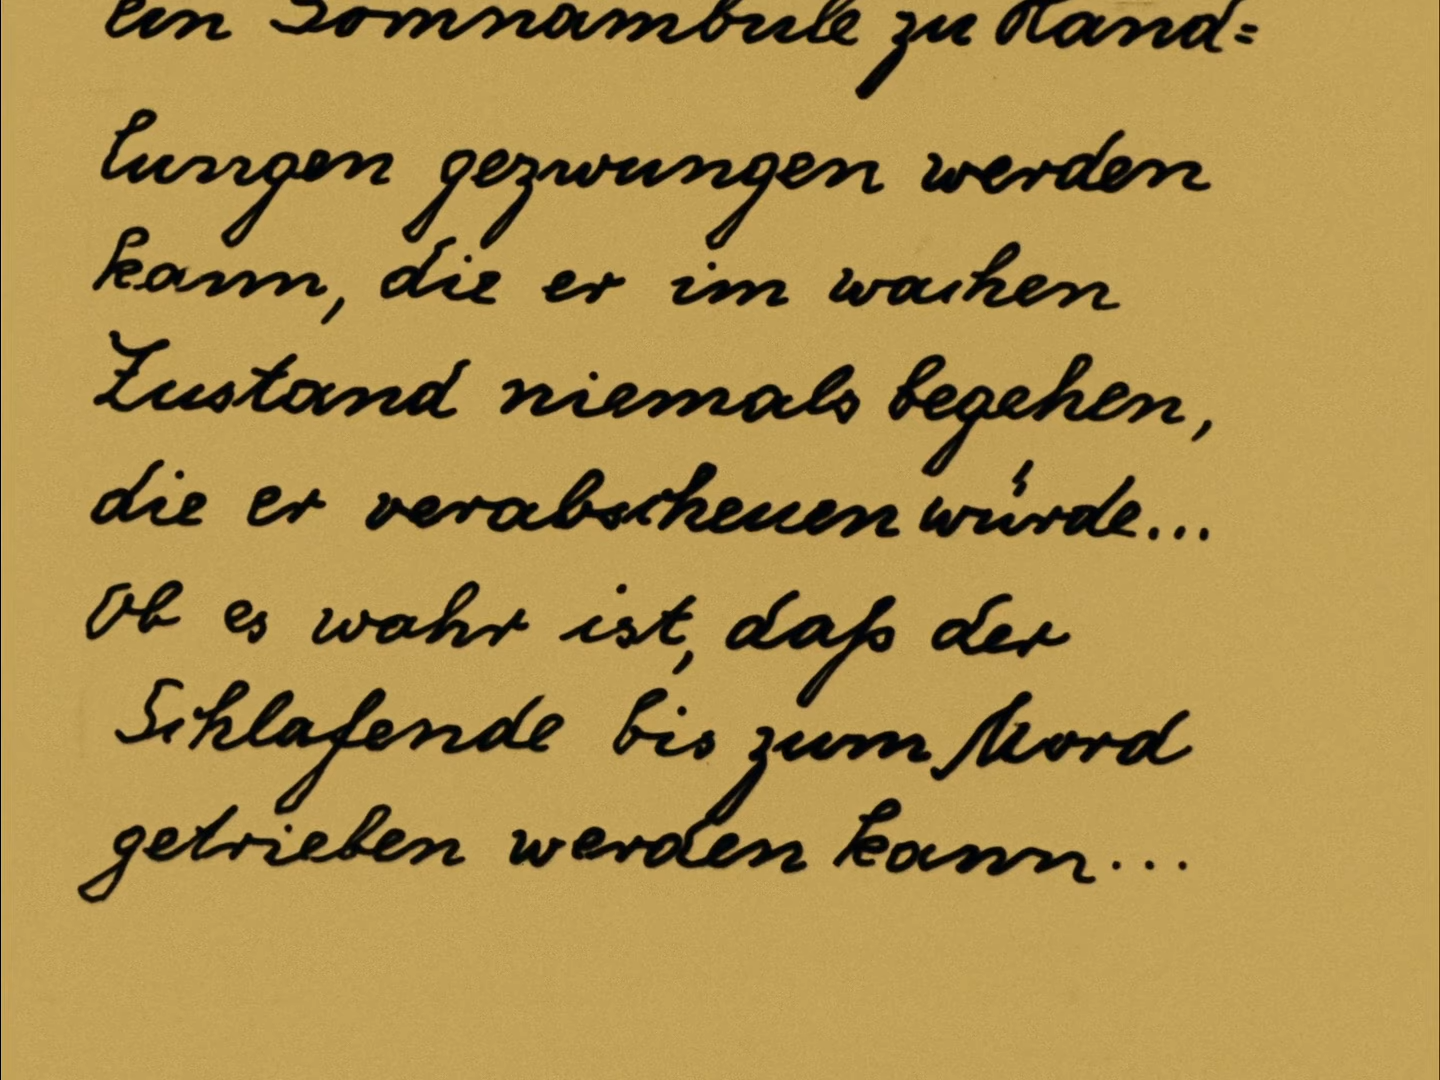 ein Somnambule zu Hand=
lungen gezwungen werden
kann, die er im wachen
Zustand niemals begehen,
die er verabscheuen würde...
Ob es wahr ist, daß der
Schlafende bis zum Mord
getrieben werden kann...